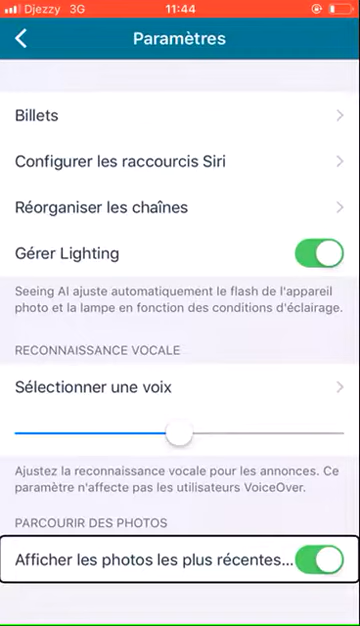 Djezzy 3G 11:44
Paramètres
Billets
Configurer les raccourcis Siri
Réorganiser les chaînes
Gérer Lighting
Seeing AI ajuste automatiquement le flash de l'appareil
photo et la lampe en fonction des conditions d'éclairage.
RECONNAISSANCE VOCALE
Sélectionner une voix
Ajustez la reconnaissance vocale pour les annonces. Ce
paramètre n'affecte pas les utilisateurs VoiceOver.
PARCOURIR DES PHOTOS
Afficher les photos les plus récentes...